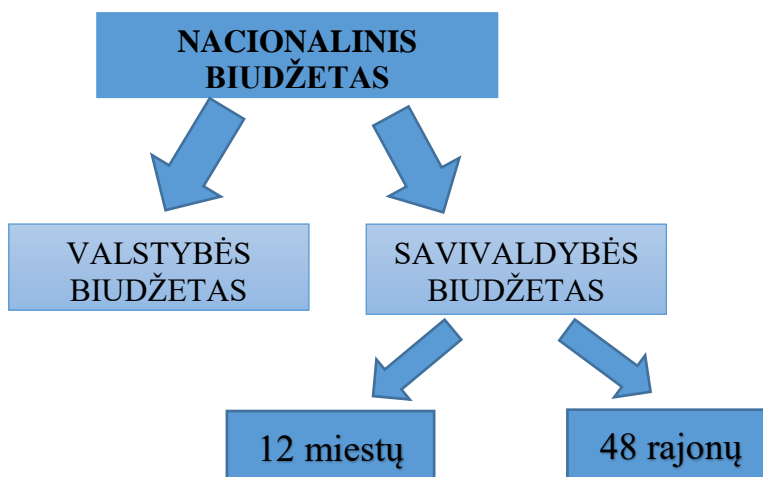 NACIONALINIS
BIUDŽETAS
VALSTYBĖS
BIUDŽETAS
SAVIVALDYBĖS
BIUDŽETAS
12 miestų
48 rajonų